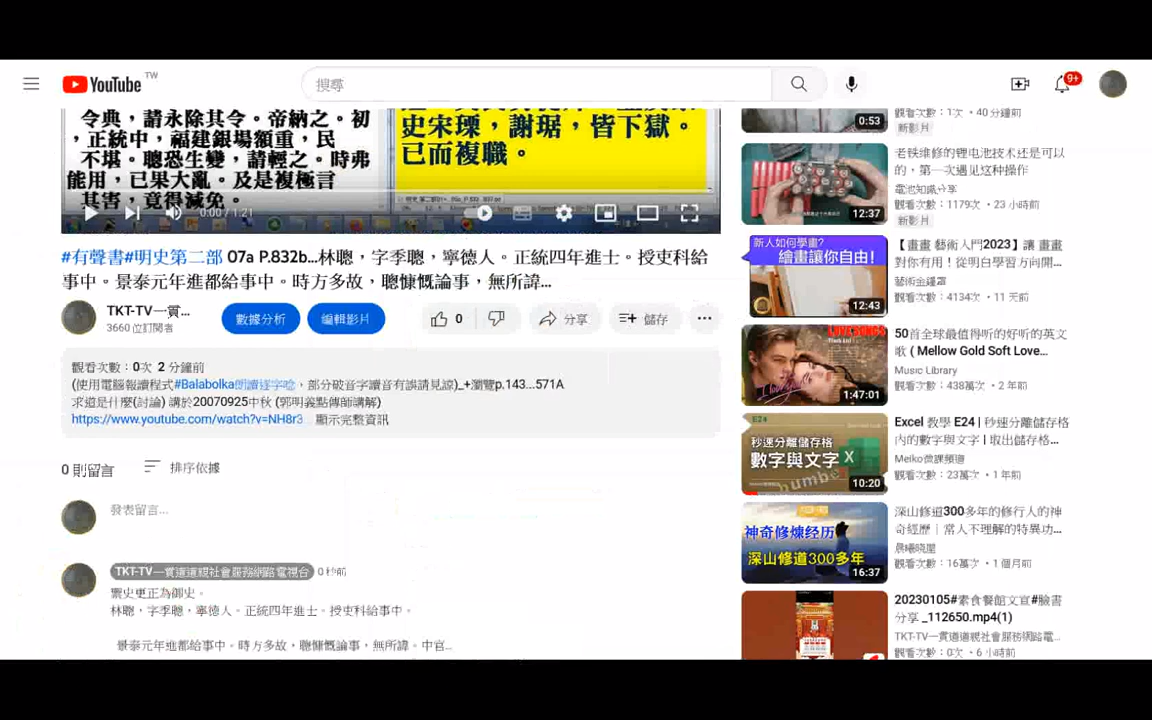 YouTube TW
搜尋
9+
令典，請永除其令。帝納之。初
，正統中，福建銀場額重，民
不堪。聰恐生變，請輕之。時弗
能用，已果大亂。及是複極言
其害，竟得減免。
史宋瑮，謝琚，皆下獄。
已而複職。
0:00 / 1:21
#有聲書#明史第二部 07a P.832b...林聰，字季聰，寧德人。正統四年進士。授吏科給
事中。景泰元年進都給事中。時方多故，聰慷慨論事，無所諱...
TKT-TV一貫...
3660 位訂閱者
數據分析
編輯影片
0
分享
儲存
觀看次數：0次 2 分鐘前
(使用電腦報讀程式#Balabolka朗讀逐字唸，部分破音字讀音有誤請見諒)_+瀏覽p.143...571A
求道是什麼(討論) 講於20070925中秋 (郭明義點傳師講解)
https://www.youtube.com/watch?v=NH8r3 顯示完整資訊
0 則留言
排序依據
發表留言...
TKT-TV一貫道道親社會服務網路電視台 0 秒前
禦史更正為御史。
林聰，字季聰，寧德人。正統四年進士。授吏科給事中。
景泰元年進都給事中。時方多故，聰慷慨論事，無所諱。中官...
0:53
觀看次數：1次 • 40 分鐘前
新影片
12:37
老铁维修的锂电池技术还是可以
的，第一次遇见这种操作
電池知識分享
觀看次數：1179次 • 23 小時前
新影片
新人如何學畫?
繪畫讓你自由!
12:43
【畫畫 藝術入門2023】讓 畫畫
對你有用！從明白學習方向開...
藝術金鐘罩
觀看次數：4134次 • 11 天前
LOVE SONGS
1:47:01
50首全球最值得听的好听的英文
歌 ( Mellow Gold Soft Love...
Music Library
觀看次數：438萬次 • 2 年前
E24
秒速分離儲存格
數字與文字
X
10:20
Excel 教學 E24 | 秒速分離儲存格
內的數字與文字 | 取出儲存格...
Meiko微課頻道
觀看次數：23萬次 • 1 年前
神奇修煉经历
深山修道300多年
16:37
深山修道300多年的修行人的神
奇經歷｜常人不理解的特異功...
晨曦晓屋
觀看次數：16萬次 • 1 個月前
20230105#素食餐館文宣#臉書
分享 _112650.mp4(1)
TKT-TV一貫道道親社會服務網路電...
觀看次數：0次 • 6 小時前